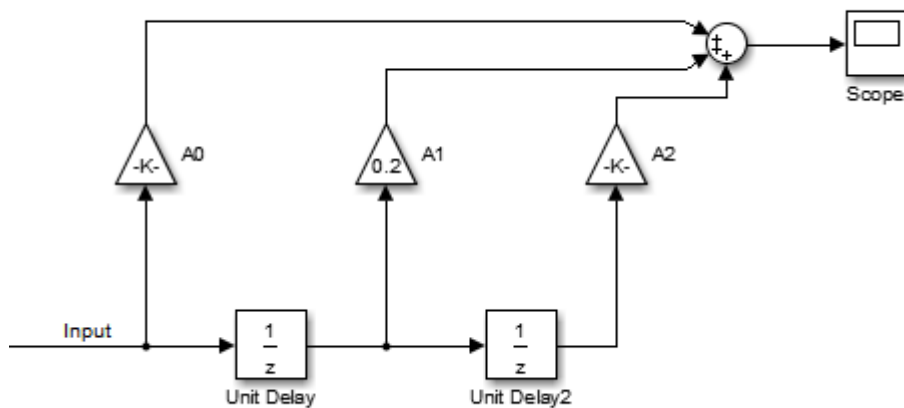 +
+
+
Scope
-K-
A0
0.2
A1
-K-
A2
Input
1
z
Unit Delay
1
z
Unit Delay2